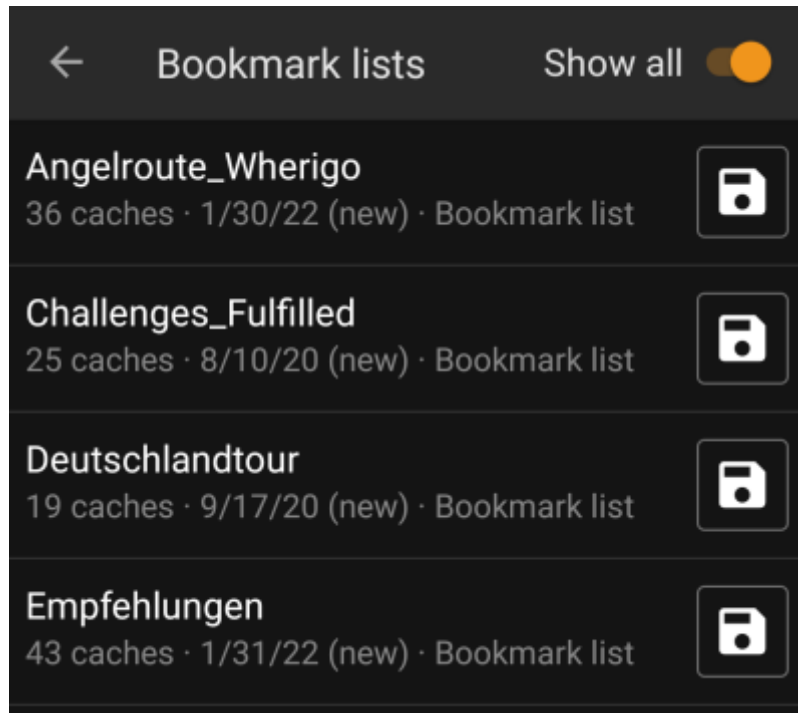 Bookmark lists Show all
Angelroute_Wherigo
36 caches · 1/30/22 (new) · Bookmark list
Challenges_Fulfilled
25 caches · 8/10/20 (new) · Bookmark list
Deutschlandtour
19 caches · 9/17/20 (new) · Bookmark list
Empfehlungen
43 caches · 1/31/22 (new) · Bookmark list